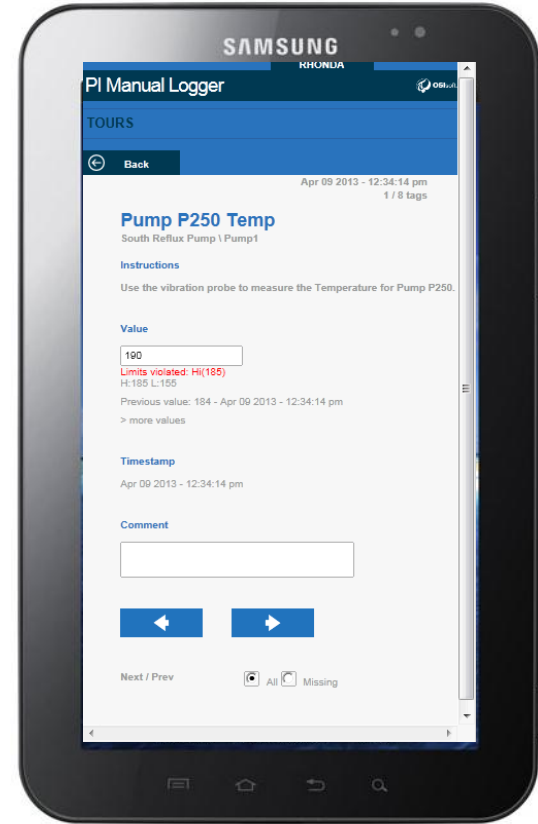 SAMSUNG
RHONDA
PI Manual Logger
OSIsoft.
TOURS
Back
Apr 09 2013 - 12:34:14 pm
1 / 8 tags
Pump P250 Temp
South Reflux Pump \ Pump1
Instructions
Use the vibration probe to measure the Temperature for Pump P250.
Value
190
Limits violated: Hi(185)
H:185 L:155
Previous value: 184 - Apr 09 2013 - 12:34:14 pm
> more values
Timestamp
Apr 09 2013 - 12:34:14 pm
Comment
Next / Prev All Missing